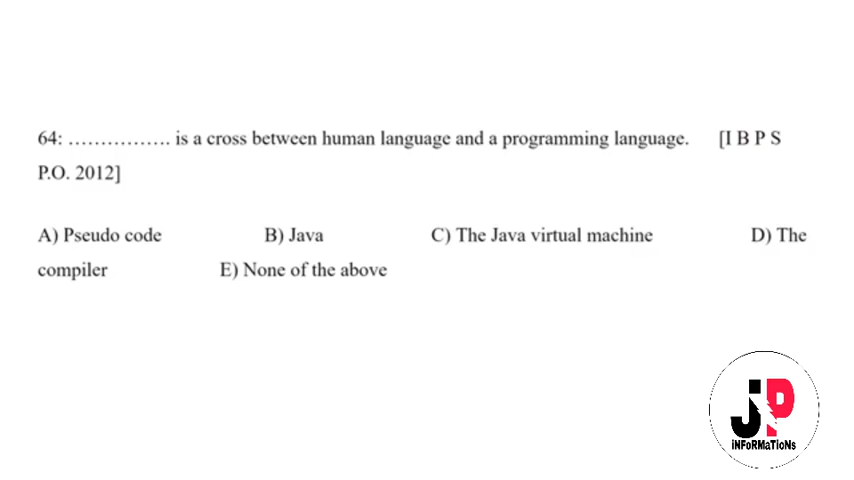 64: ................ is a cross between human language and a programming language. [I B P S
P.O. 2012]
A) Pseudo code B) Java C) The Java virtual machine D) The
compiler E) None of the above
JP
iNFoRMaTioNs